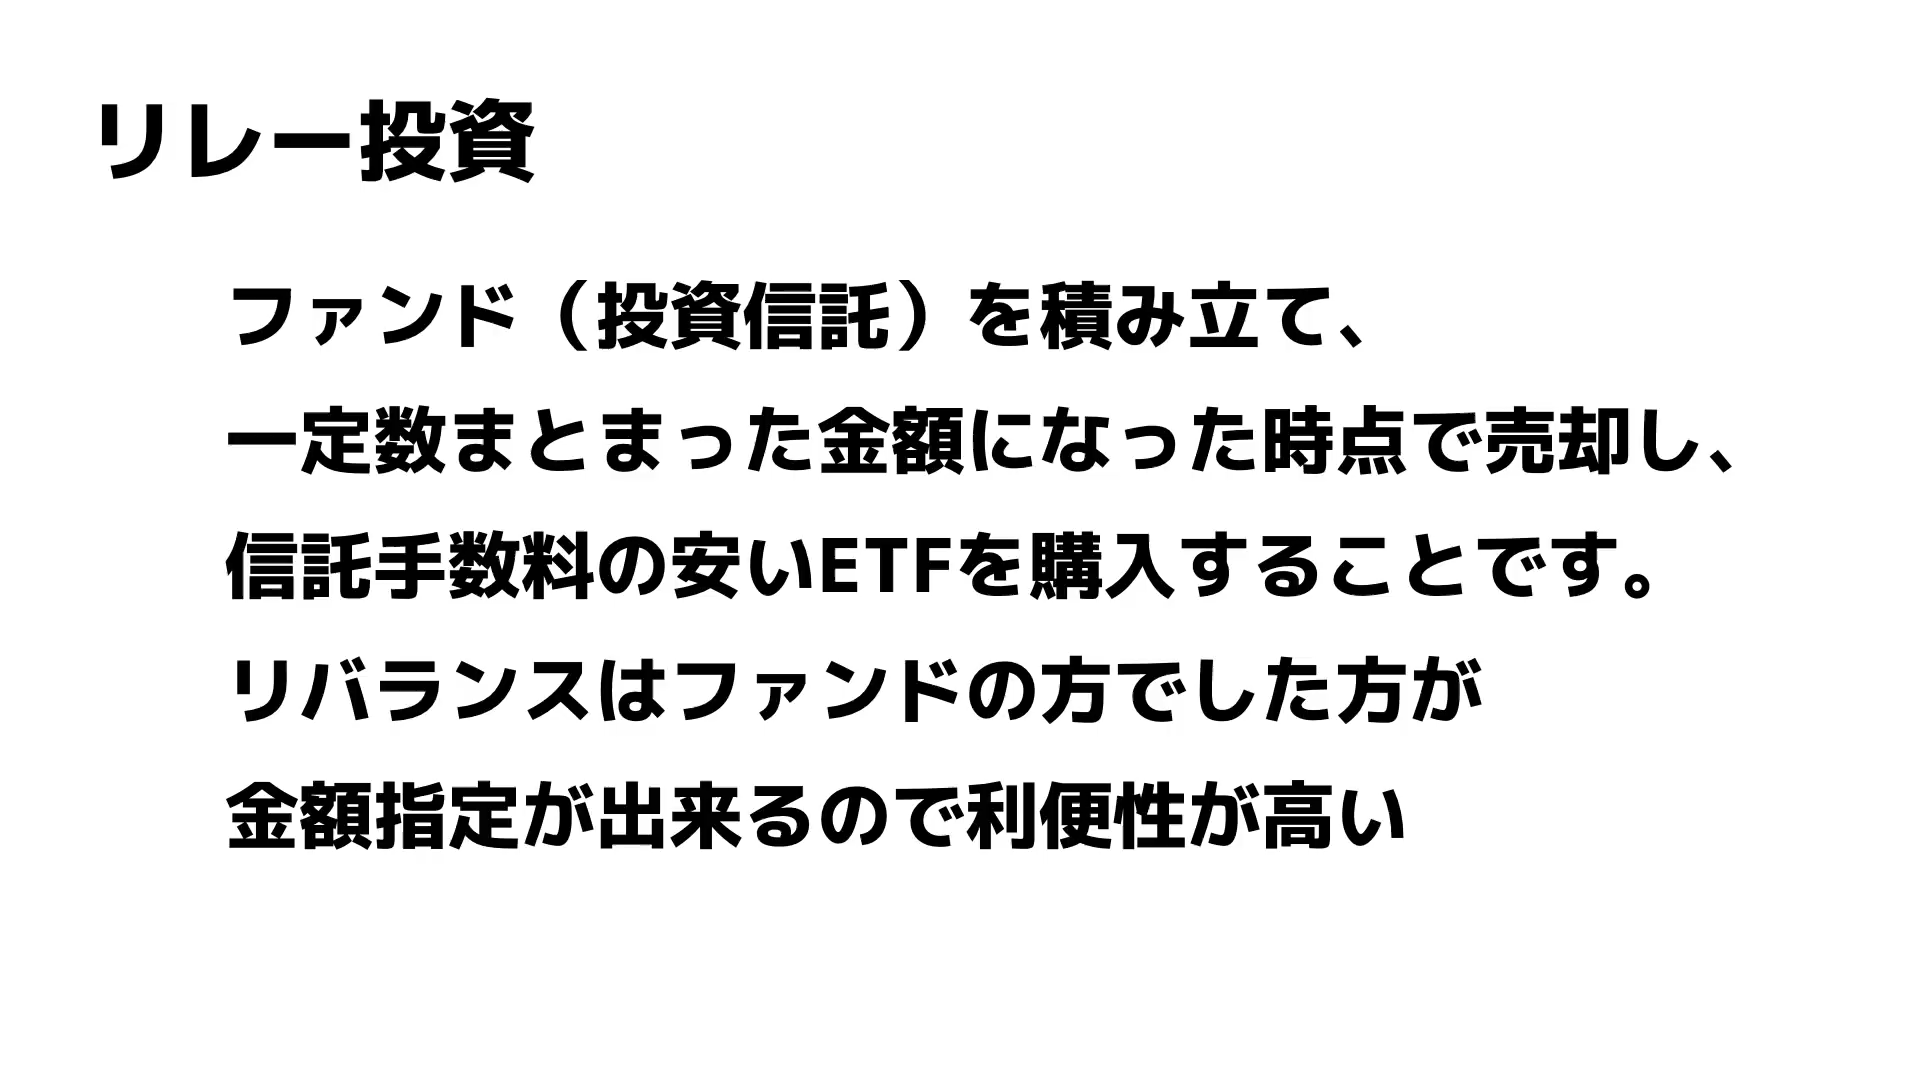 リレー投資
ファンド（投資信託）を積み立て、
一定数まとまった金額になった時点で売却し、
信託手数料の安いETFを購入することです。
リバランスはファンドの方でした方が
金額指定が出来るので利便性が高い